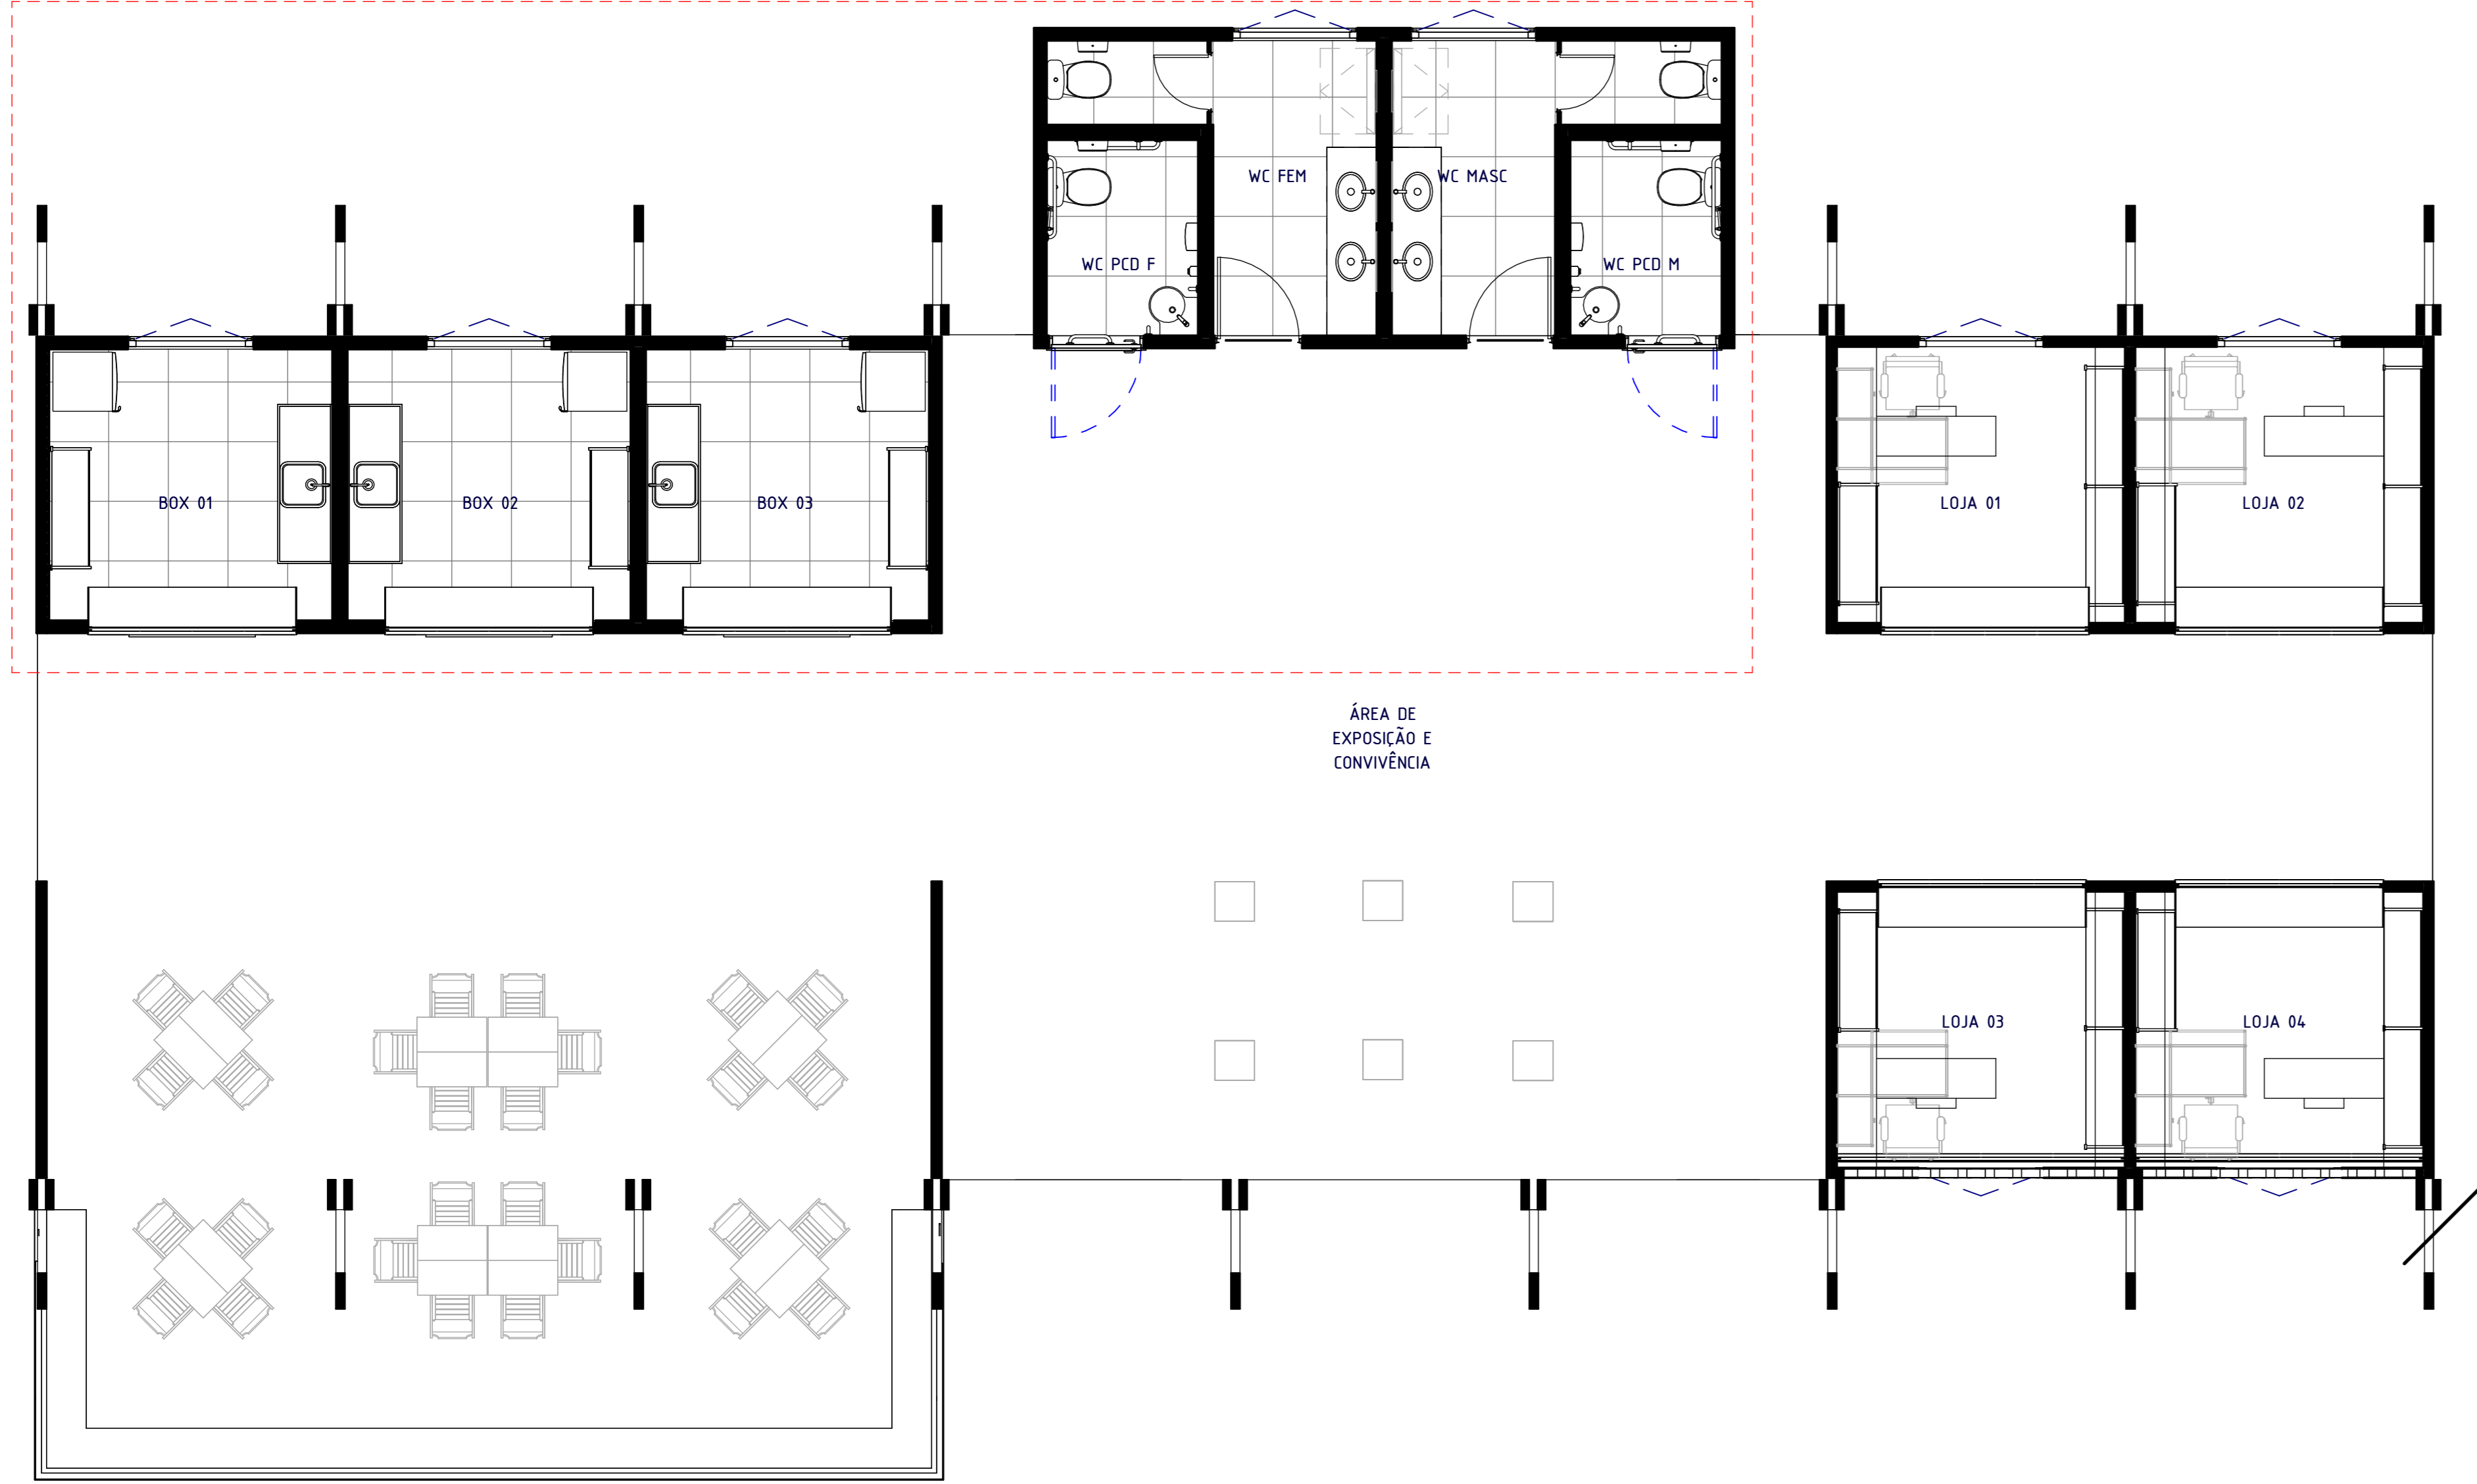 WC FEM
WC MASC
WC PCD F
WC PCD M
BOX 01
BOX 02
BOX 03
LOJA 01
LOJA 02
ÁREA DE
EXPOSIÇÃO E
CONVIVÊNCIA
LOJA 03
LOJA 04